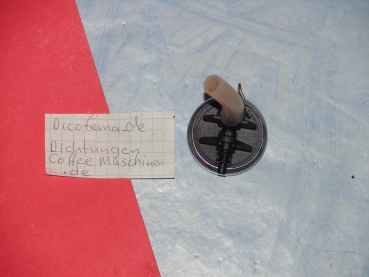 Dicofema.de
Dichtungen
Coffee Maschinen
.de